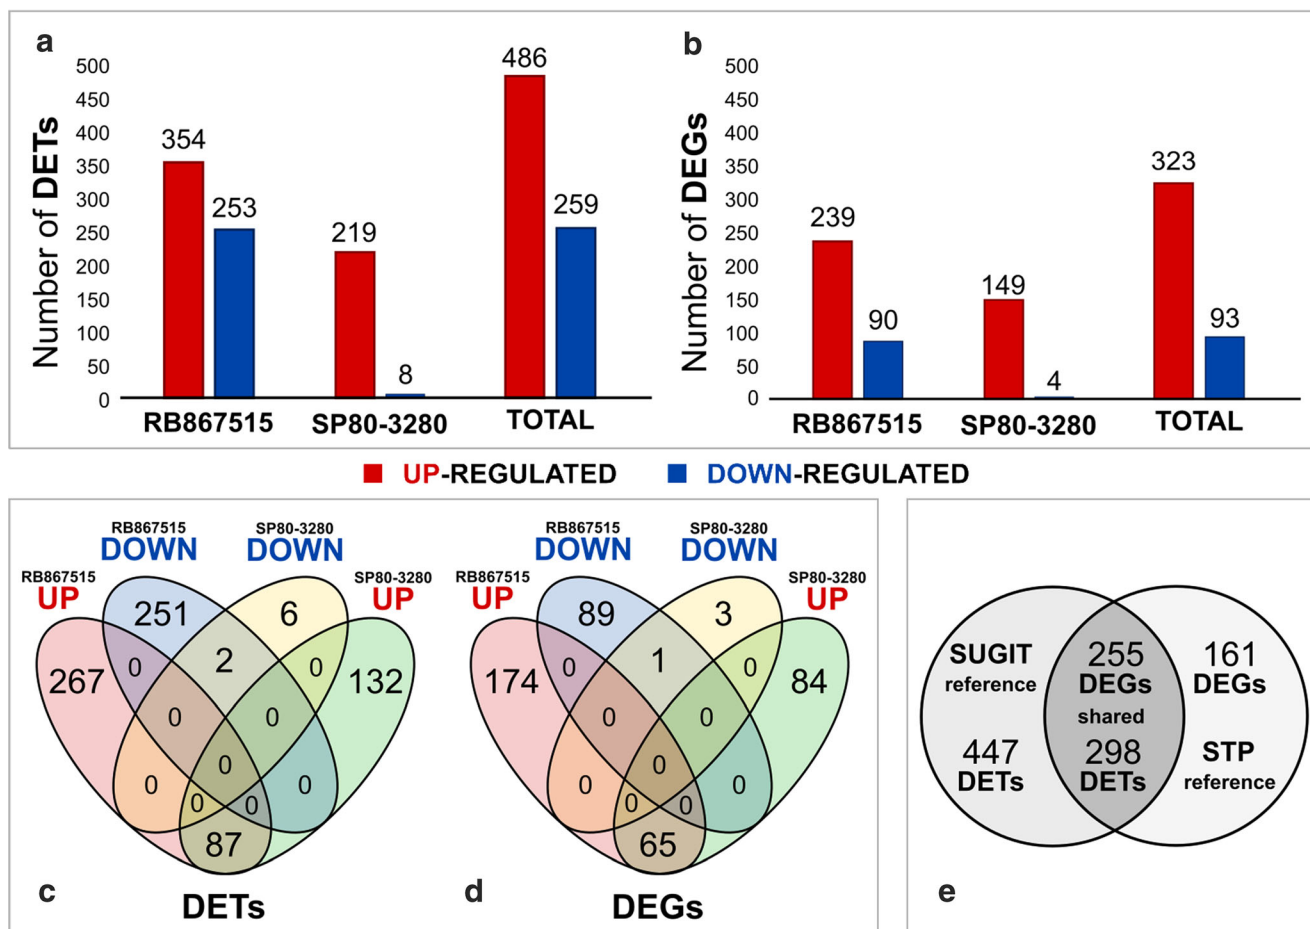 a
Number of DETs
500
450
400
350
300
250
200
150
100
50
0
354
253
219
8
486
259
RB867515
SP80-3280
TOTAL
b
Number of DEGs
500
450
400
350
300
250
200
150
100
50
0
239
90
149
4
323
93
RB867515
SP80-3280
TOTAL
UP-REGULATED
DOWN-REGULATED
RB867515
DOWN
SP80-3280
DOWN
RB867515
UP
SP80-3280
UP
251
6
267
0
2
0
132
0
0
0
0
0
0
0
87
c
DETs
RB867515
DOWN
SP80-3280
DOWN
RB867515
UP
SP80-3280
UP
89
3
174
0
1
0
84
0
0
0
0
0
0
0
65
d
DEGs
SUGIT
reference
447
DETs
255
DEGs
shared
298
DETs
161
DEGs
STP
reference
e